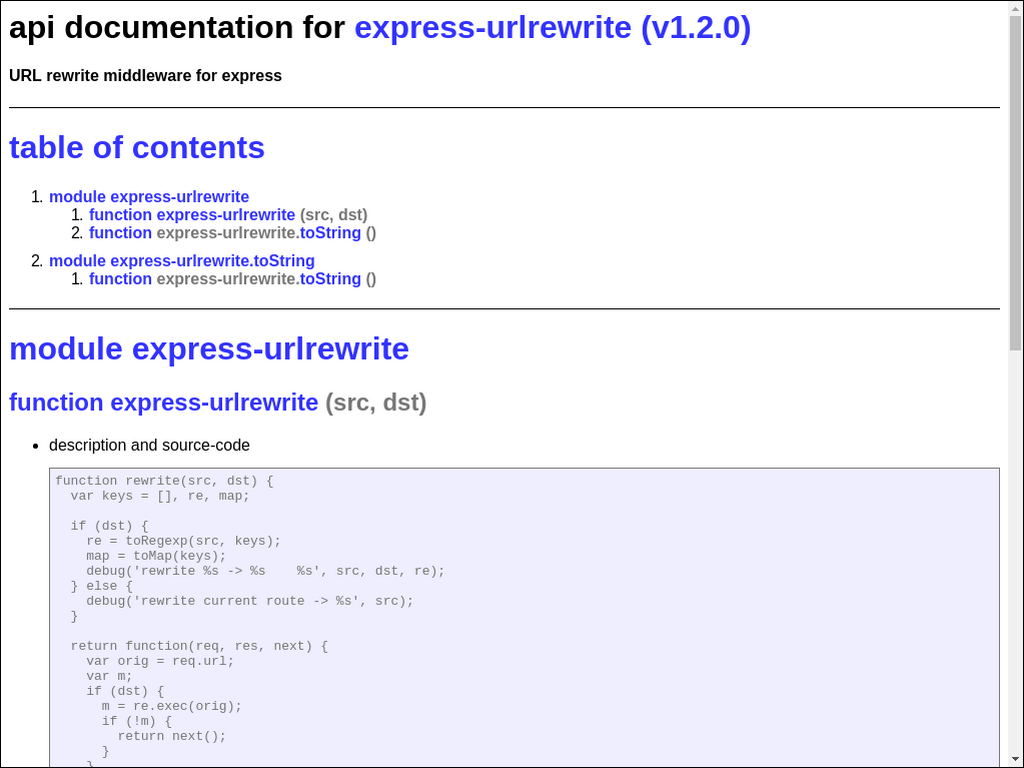 api documentation for express-urlrewrite (v1.2.0)
URL rewrite middleware for express
table of contents
1. module express-urlrewrite
1. function express-urlrewrite (src, dst)
2. function express-urlrewrite.toString ()
2. module express-urlrewrite.toString
1. function express-urlrewrite.toString ()
module express-urlrewrite
function express-urlrewrite (src, dst)
• description and source-code
function rewrite(src, dst) {
  var keys = [], re, map;

  if (dst) {
    re = toRegexp(src, keys);
    map = toMap(keys);
    debug('rewrite %s -> %s    %s', src, dst, re);
  } else {
    debug('rewrite current route -> %s', src);
  }

  return function(req, res, next) {
    var orig = req.url;
    var m;
    if (dst) {
      m = re.exec(orig);
      if (!m) {
        return next();
      }
    }